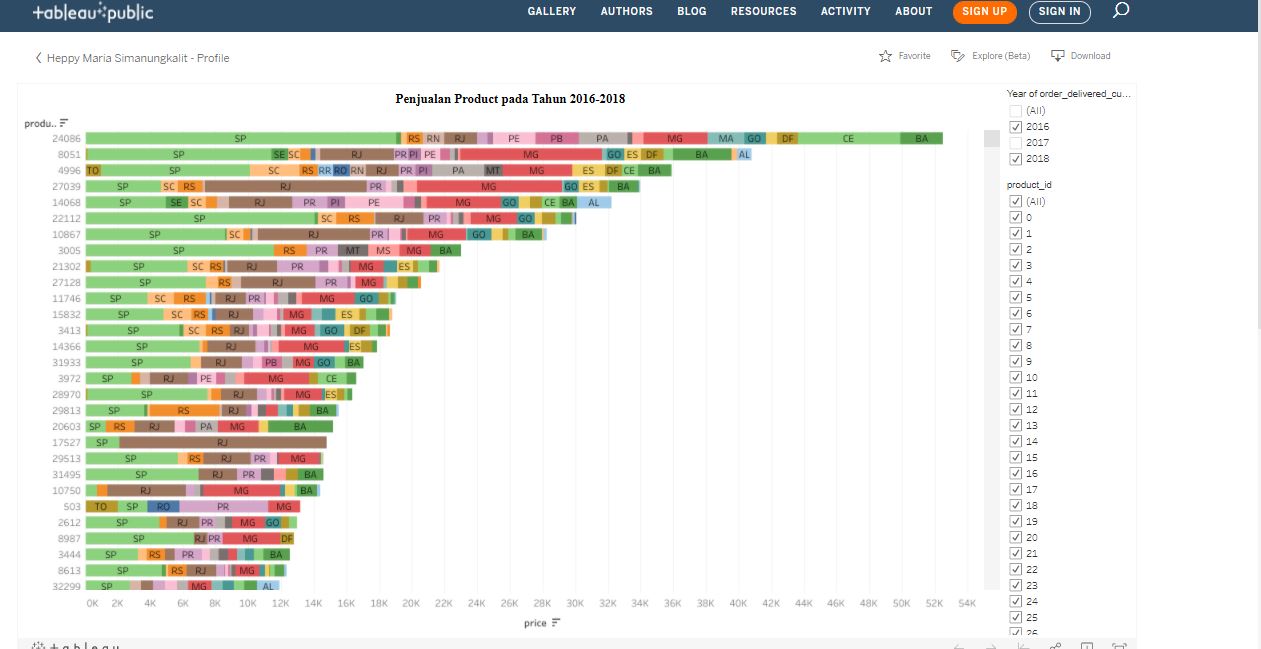 tableau public
GALLERY AUTHORS BLOG RESOURCES ACTIVITY ABOUT SIGN UP SIGN IN
Heppy Maria Simanungkalit - Profile
Favorite Explore (Beta) Download
Penjualan Product pada Tahun 2016-2018
produ..
24086 SP RS RN RJ PE PB PA MG MA GO DF CE BA
8051 SP SE SC RJ PR PI PE MG GO ES DF BA AL
4996 TO SP SC RS RR RO RN RJ PR PI PA MT MG ES DF CE BA
27039 SP SC RS RJ PR MG GO ES BA
14068 SP SE SC RJ PR PI PE MG GO CE BA AL
22112 SP SC RS RJ PR MG GO
10867 SP SC RJ PR MG GO BA
3005 SP RS PR MT MS MG BA
21302 SP SC RS RJ PR MG ES
27128 SP RS RJ PR MG
11746 SP SC RS RJ PR MG GO
15832 SP SC RS RJ MG ES
3413 SP SC RS RJ MG GO DF
14366 SP RJ MG ES
31933 SP RJ PB MG GO BA
3972 SP RJ PE MG CE
28970 SP RJ MG ES
29813 SP RS RJ BA
20603 SP RS RJ PA MG BA
17527 SP RJ
29513 SP RS RJ PR MG
31495 SP RJ PR BA
10750 RJ MG BA
503 TO SP RO PR MG
2612 SP RJ PR MG GO
8987 SP RJ PR MG DF
3444 SP RS PR BA
8613 SP RS RJ MG
32299 SP MG AL
0K 2K 4K 6K 8K 10K 12K 14K 16K 18K 20K 22K 24K 26K 28K 30K 32K 34K 36K 38K 40K 42K 44K 46K 48K 50K 52K 54K
price
Year of order_delivered_cu...
(All)
2016
2017
2018
product_id
(All)
0
1
2
3
4
5
6
7
8
9
10
11
12
13
14
15
16
17
18
19
20
21
22
23
24
25
26
tableau